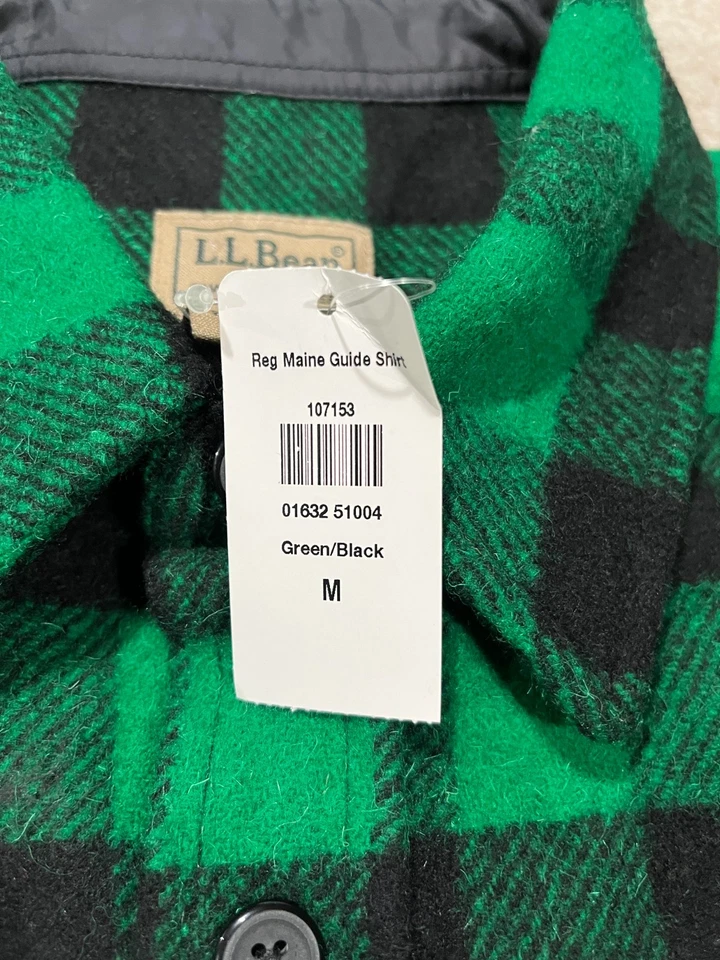 L.L.Bean
Reg Maine Guide Shirt
107153
01632 51004
Green/Black
M